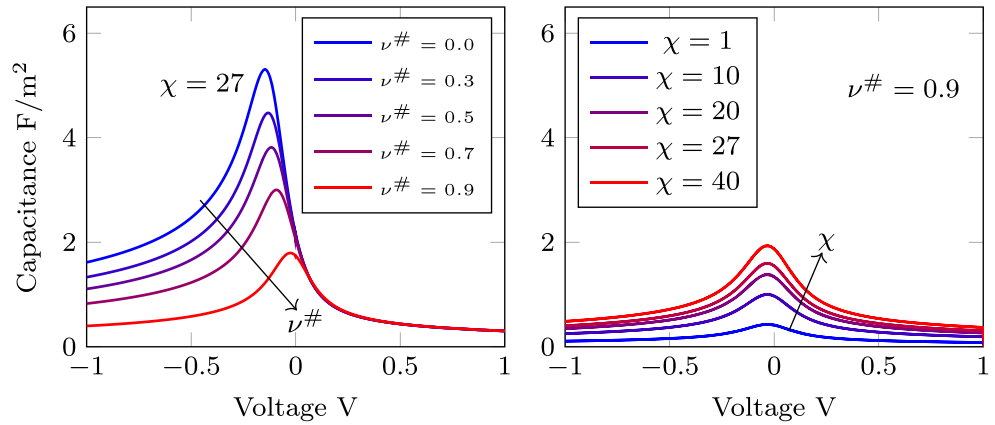 Capacitance F/m²
6
4
2
0
χ = 27
ν# = 0.0
ν# = 0.3
ν# = 0.5
ν# = 0.7
ν# = 0.9
ν#
−1
−0.5
0
0.5
1
Voltage V
6
4
2
0
χ = 1
χ = 10
χ = 20
χ = 27
χ = 40
ν# = 0.9
χ
−1
−0.5
0
0.5
1
Voltage V